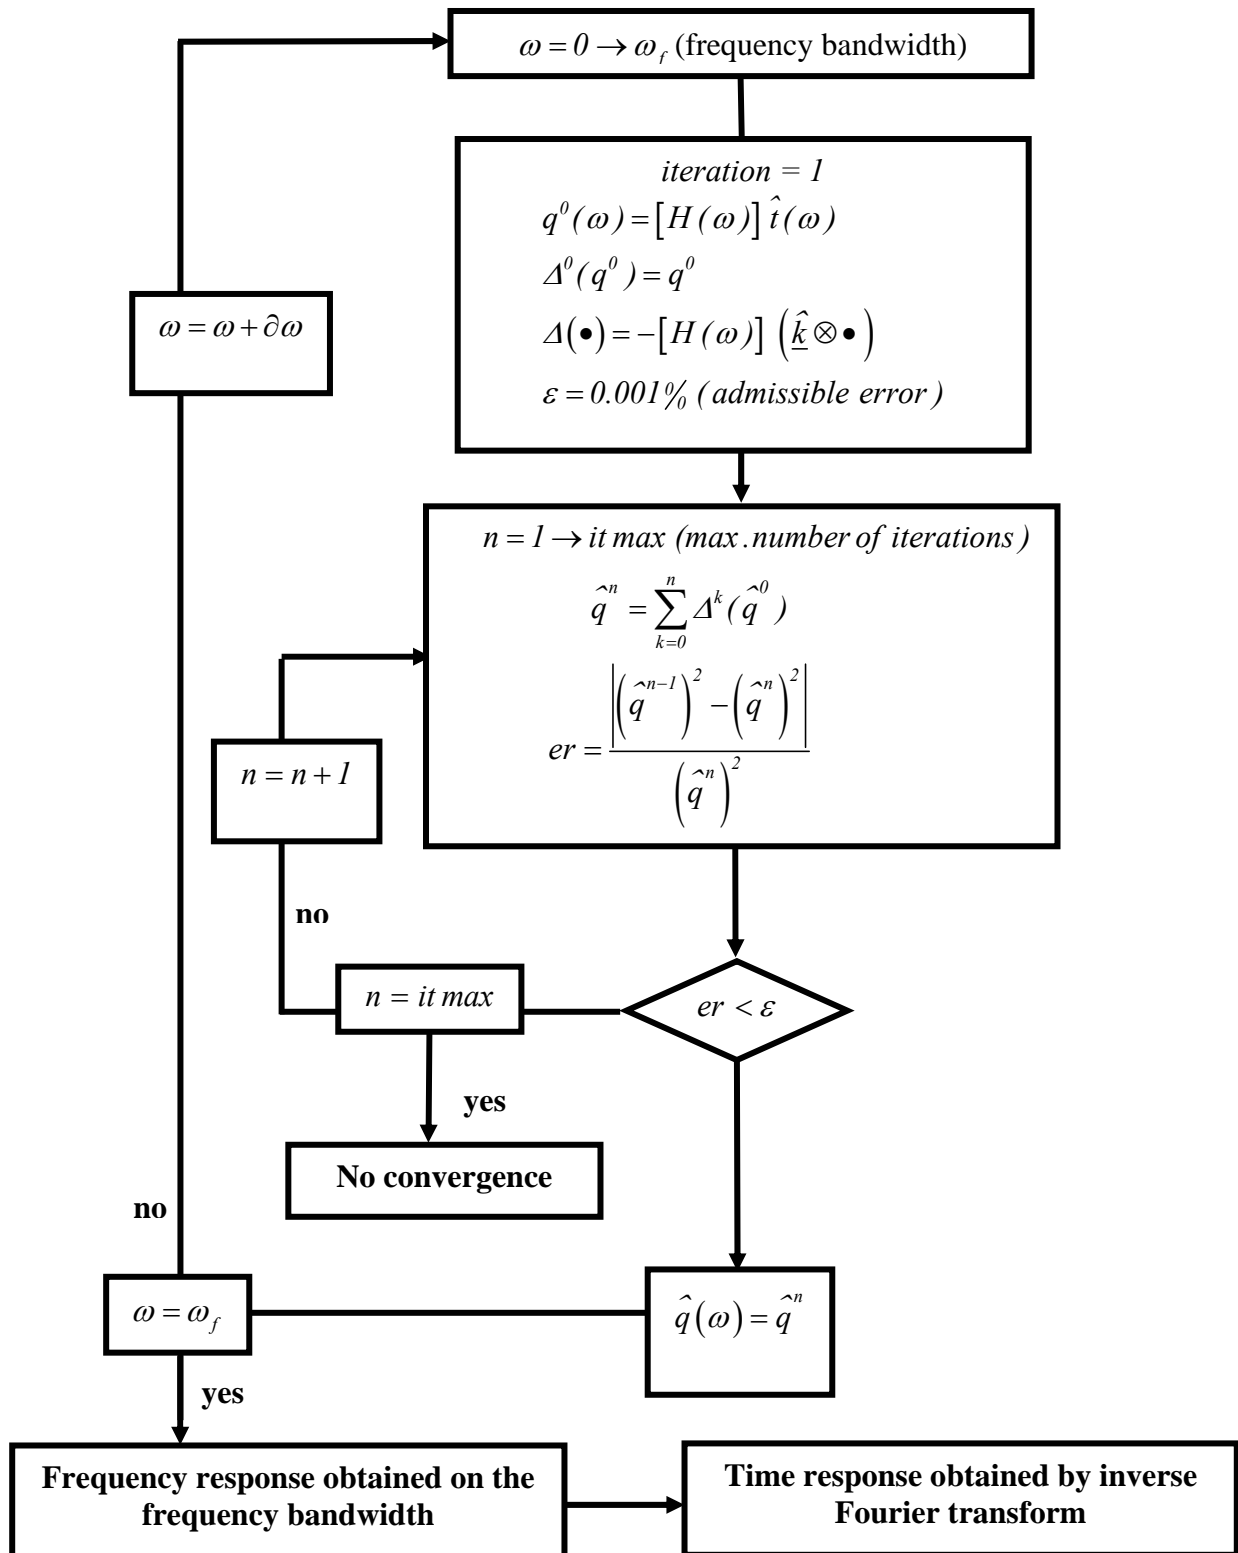 ω = 0 → ω_f (frequency bandwidth)
iteration = 1
q^0(ω) = [H(ω)] t̂(ω)
Δ^0(q^0) = q^0
Δ(•) = −[H(ω)] (k̲̂ ⊗ •)
ε = 0.001% (admissible error)
ω = ω + ∂ω
n = 1 → it max (max.number of iterations)
q̂^n = ∑_{k=0}^{n} Δ^k(q̂^0)
er = |(q̂^{n−1})^2 − (q̂^n)^2| / (q̂^n)^2
n = n + 1
no
n = it max
er < ε
yes
No convergence
no
ω = ω_f
q̂(ω) = q̂^n
yes
Frequency response obtained on the
frequency bandwidth
Time response obtained by inverse
Fourier transform